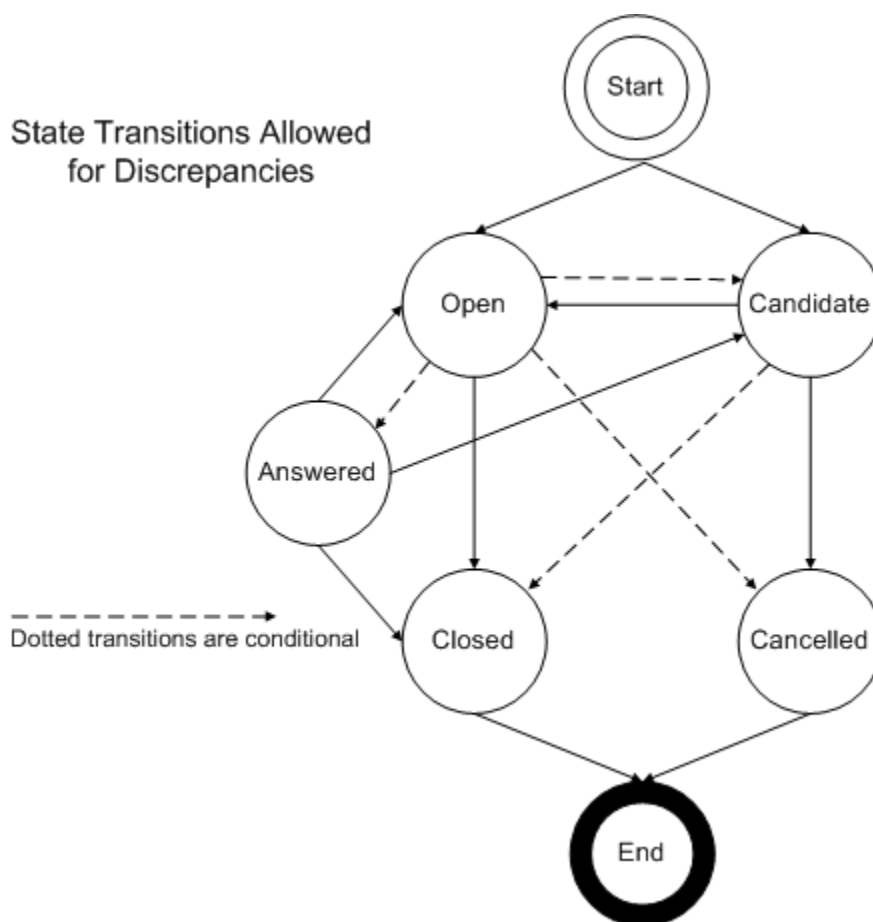 Start
State Transitions Allowed
for Discrepancies
Open
Candidate
Answered
Dotted transitions are conditional
Closed
Cancelled
End